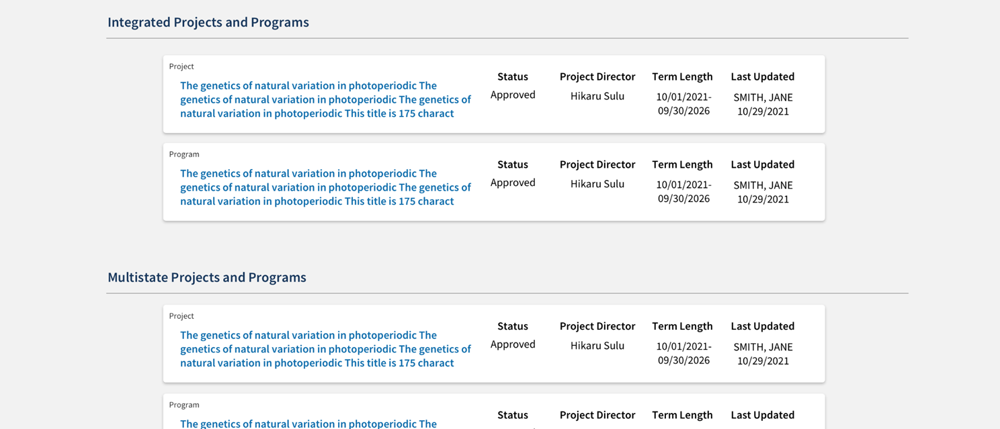 Integrated Projects and Programs
Project
The genetics of natural variation in photoperiodic The
genetics of natural variation in photoperiodic The genetics of
natural variation in photoperiodic This title is 175 charact
Status
Approved
Project Director
Hikaru Sulu
Term Length
10/01/2021-
09/30/2026
Last Updated
SMITH, JANE
10/29/2021
Program
The genetics of natural variation in photoperiodic The
genetics of natural variation in photoperiodic The genetics of
natural variation in photoperiodic This title is 175 charact
Status
Approved
Project Director
Hikaru Sulu
Term Length
10/01/2021-
09/30/2026
Last Updated
SMITH, JANE
10/29/2021
Multistate Projects and Programs
Project
The genetics of natural variation in photoperiodic The
genetics of natural variation in photoperiodic The genetics of
natural variation in photoperiodic This title is 175 charact
Status
Approved
Project Director
Hikaru Sulu
Term Length
10/01/2021-
09/30/2026
Last Updated
SMITH, JANE
10/29/2021
Program
The genetics of natural variation in photoperiodic The
Status
Project Director
Term Length
Last Updated